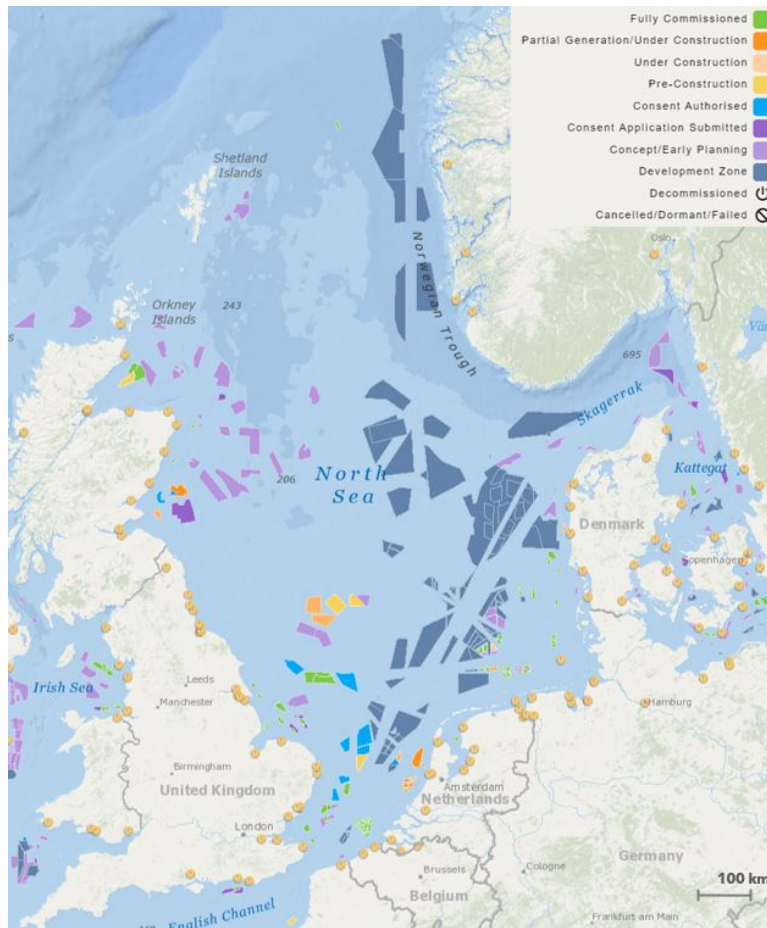 Fully Commissioned
Partial Generation/Under Construction
Under Construction
Pre-Construction
Consent Authorised
Consent Application Submitted
Concept/Early Planning
Development Zone
Decommissioned
Cancelled/Dormant/Failed
Shetland
Islands
Oslo
Norwegian Trough
Orkney
Islands
243
695
Skagerrak
North
Sea
206
Kattegat
Denmark
Copenhagen
Irish Sea
Leeds
Manchester
Hamburg
Birmingham
United Kingdom
Amsterdam
Netherlands
London
Germany
Brussels
Cologne
Belgium
100 km
English Channel
Frankfurt am Main